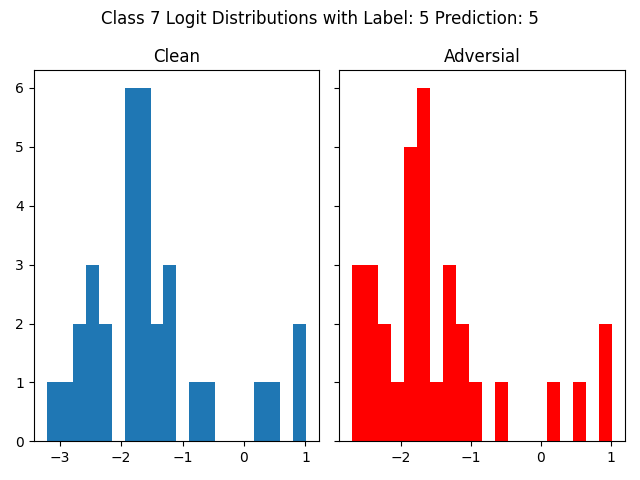 Class 7 Logit Distributions with Label: 5 Prediction: 5
Clean
Adversial
6
5
4
3
2
1
0
−3 −2 −1 0 1
−2 −1 0 1